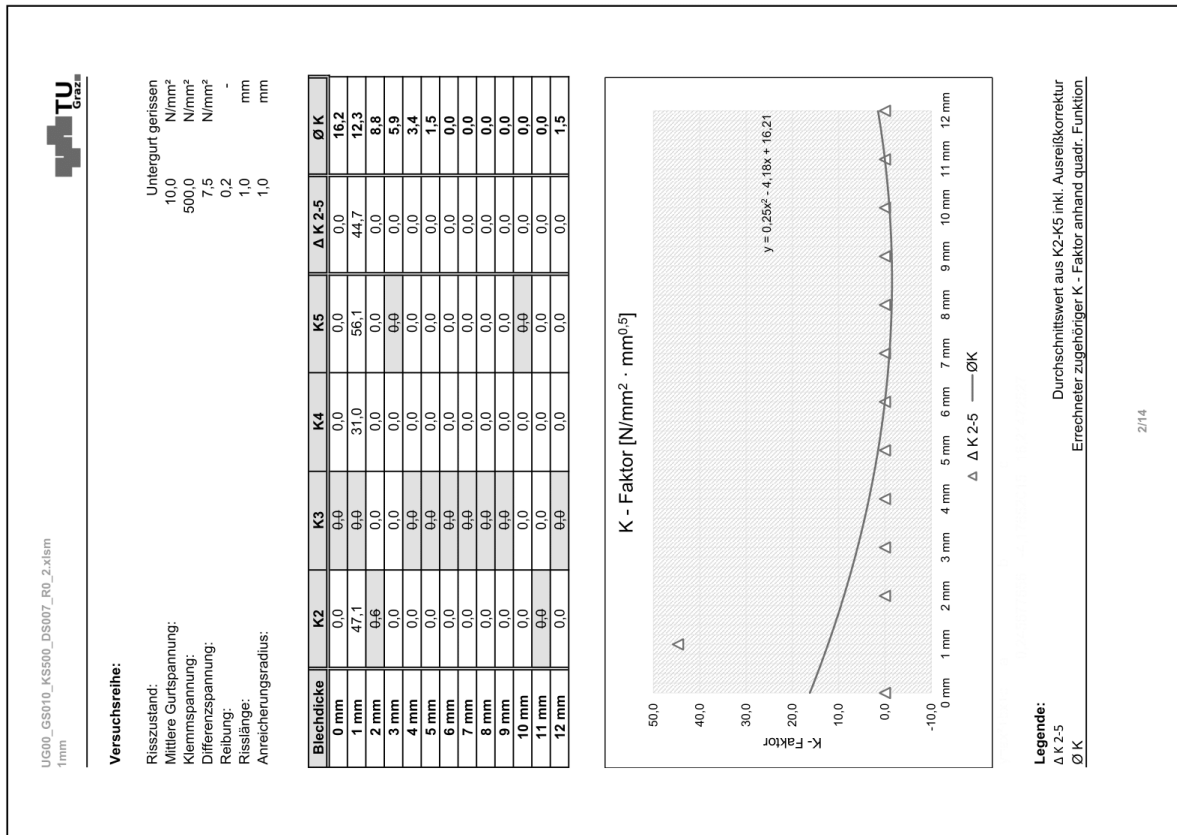 UG00_GS010_KS500_DS007_R0_2.xlsm
1mm
TU
Graz
Versuchsreihe:
Risszustand: Untergurt gerissen
Mittlere Gurtspannung: 10,0 N/mm²
Klemmspannung: 500,0 N/mm²
Differenzspannung: 7,5 N/mm²
Reibung: 0,2 -
Risslänge: 1,0 mm
Anreicherungsradius: 1,0 mm
Blechdicke K2 K3 K4 K5 Δ K 2-5 Ø K
0 mm 0,0 0,0 0,0 0,0 0,0 16,2
1 mm 47,1 0,0 31,0 56,1 44,7 12,3
2 mm 0,6 0,0 0,0 0,0 0,0 8,8
3 mm 0,0 0,0 0,0 0,0 0,0 5,9
4 mm 0,0 0,0 0,0 0,0 0,0 3,4
5 mm 0,0 0,0 0,0 0,0 0,0 1,5
6 mm 0,0 0,0 0,0 0,0 0,0 0,0
7 mm 0,0 0,0 0,0 0,0 0,0 0,0
8 mm 0,0 0,0 0,0 0,0 0,0 0,0
9 mm 0,0 0,0 0,0 0,0 0,0 0,0
10 mm 0,0 0,0 0,0 0,0 0,0 0,0
11 mm 0,0 0,0 0,0 0,0 0,0 0,0
12 mm 0,0 0,0 0,0 0,0 0,0 1,5
K - Faktor [N/mm² · mm⁰·⁵]
50,0
40,0
30,0
20,0
10,0
0,0
-10,0
K- Faktor
y = 0,25x² - 4,18x + 16,21
0 mm 1 mm 2 mm 3 mm 4 mm 5 mm 6 mm 7 mm 8 mm 9 mm 10 mm 11 mm 12 mm
Δ K 2-5 ØK
Legende:
Δ K 2-5 Durchschnittswert aus K2-K5 inkl. Ausreißkorrektur
Ø K Errechneter zugehöriger K - Faktor anhand quadr. Funktion
2/14